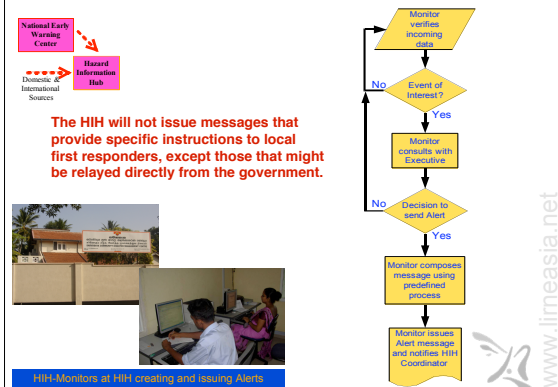 National Early
Warning
Center
Hazard
Information
Hub
Domestic &
International
Sources
The HIH will not issue messages that
provide specific instructions to local
first responders, except those that might
be relayed directly from the government.
HIH-Monitors at HIH creating and issuing Alerts
Monitor
verifies
incoming
data
No
Event of
Interest?
Yes
Monitor
consults with
Executive
No
Decision to
send Alert
Yes
Monitor composes
message using
predefined
process
Monitor issues
Alert message
and notifies HIH
Coordinator
www.lirneasia.net